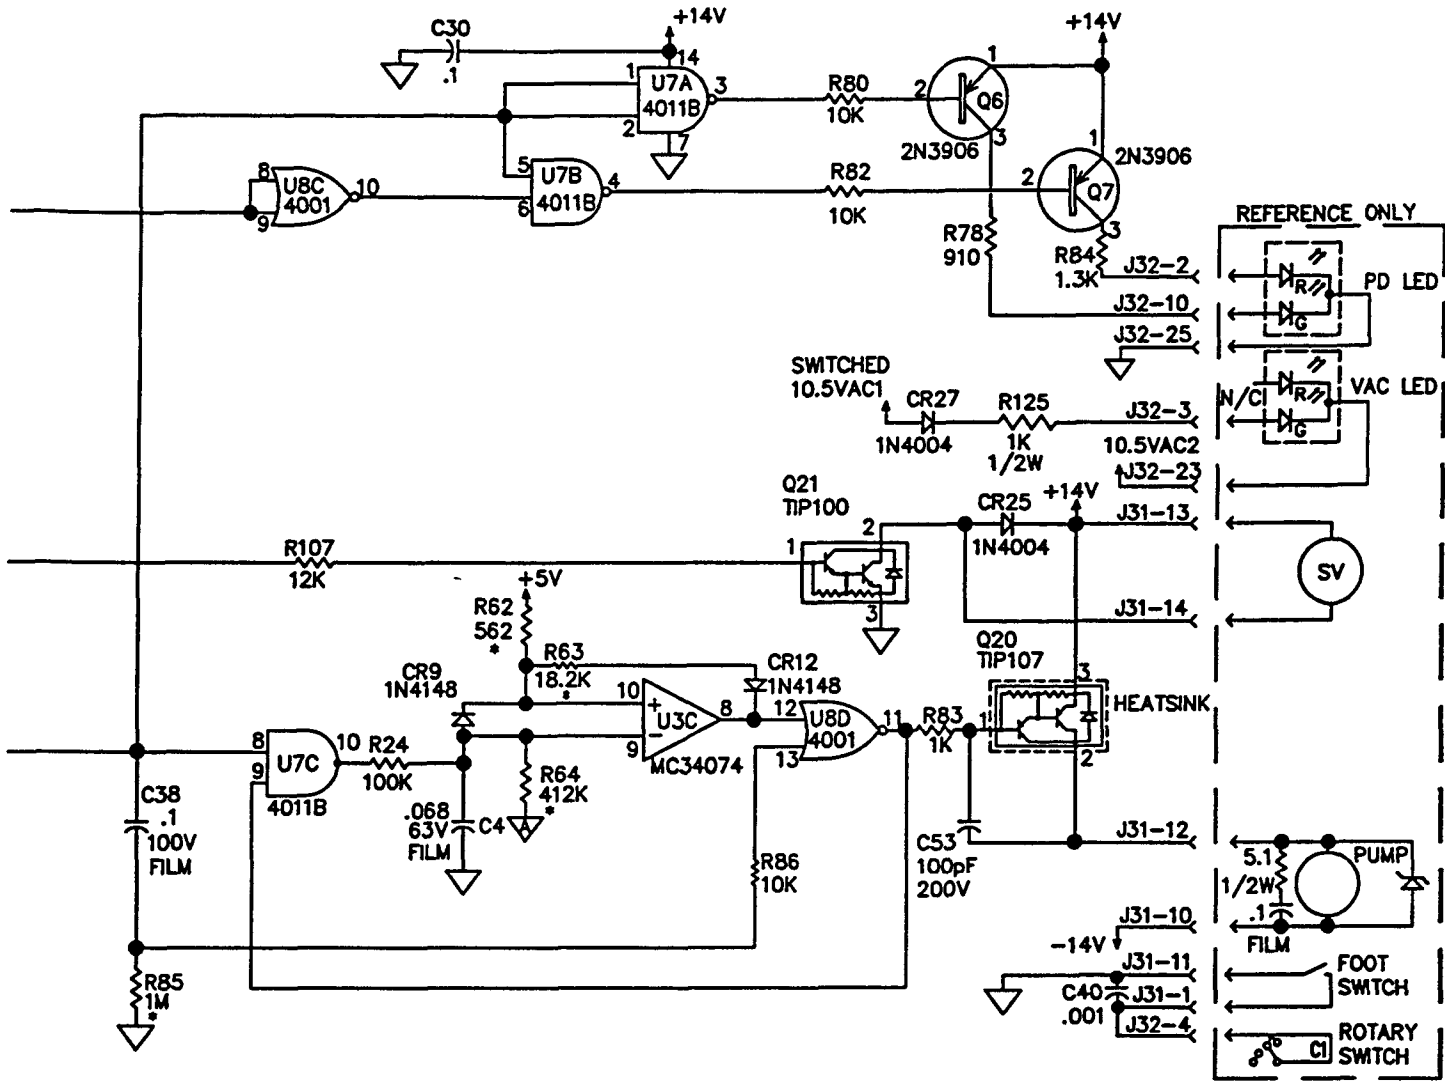 C30
.1
+14V
14
1
U7A
4011B
2
3
7
R80
10K
2
1
Q6
3
2N3906
+14V
1
2N3906
8
U8C
4001
9
10
5
U7B
4011B
6
4
R82
10K
2
Q7
3
R78
910
R84
1.3K
REFERENCE ONLY
J32-2
R
PD LED
J32-10
G
J32-25
SWITCHED
10.5VAC1
CR27
1N4004
R125
1K
1/2W
J32-3
N/C
R
VAC LED
G
10.5VAC2
J32-23
Q21
TIP100
1
2
3
CR25
1N4004
+14V
J31-13
SV
J31-14
R107
12K
+5V
R62
562
*
R63
18.2K
*
CR12
1N4148
CR9
1N4148
10
+
U3C
-
9
8
MC34074
12
U8D
4001
13
11
R83
1K
Q20
TIP107
3
1
2
HEATSINK
8
U7C
9
4011B
10
R24
100K
R64
412K
*
A
.068
63V
FILM
C4
C38
.1
100V
FILM
R86
10K
C53
100pF
200V
J31-12
5.1
1/2W
.1
FILM
PUMP
J31-10
-14V
R85
1M
*
J31-11
C40
.001
J31-1
J32-4
FOOT
SWITCH
C1
ROTARY
SWITCH